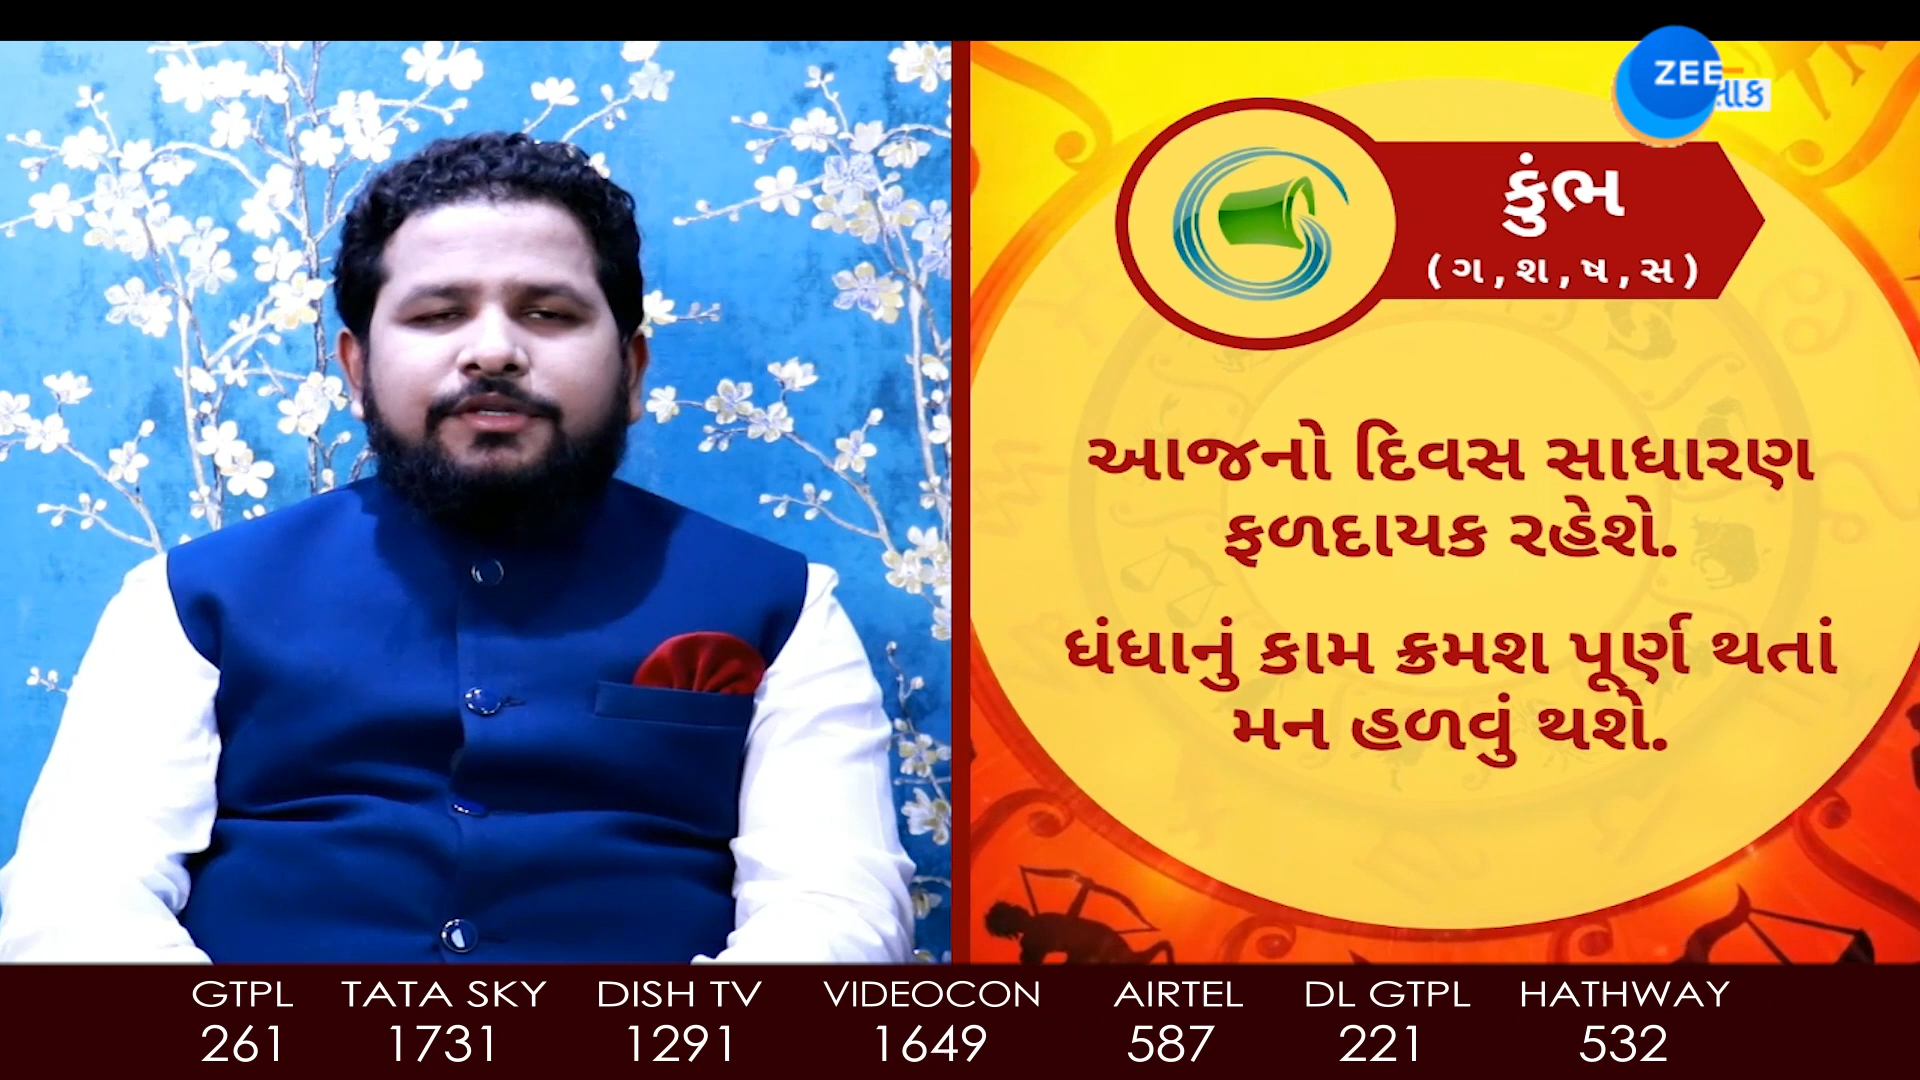 ZEE
કુંભ
(ગ,શ,ષ,સ)
આજનો દિવસ સાધારણ
ફળદાયક રહેશે.
ધંધાનું કામ ક્રમશ પૂર્ણ થતાં
મન હળવું થશે.
GTPL TATA SKY DISH TV VIDEOCON AIRTEL DL GTPL HATHWAY
261 1731 1291 1649 587 221 532